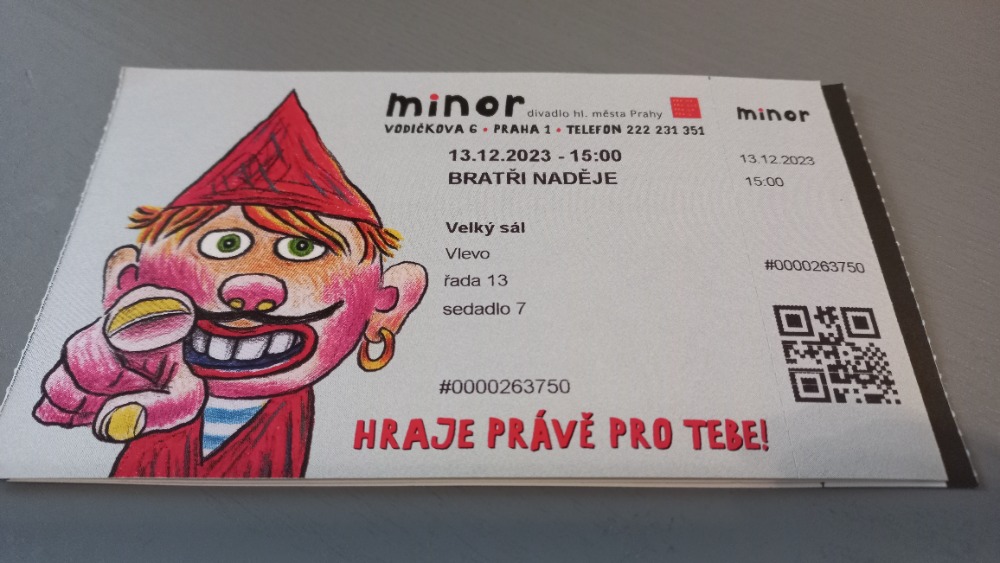 minor divadlo hl. města Prahy
VODIČKOVA 6 • PRAHA 1 • TELEFON 222 231 351
13.12.2023 - 15:00
BRATŘI NADĚJE
Velký sál
Vlevo
řada 13
sedadlo 7
#0000263750
HRAJE PRÁVĚ PRO TEBE!
minor
13.12.2023
15:00
#0000263750